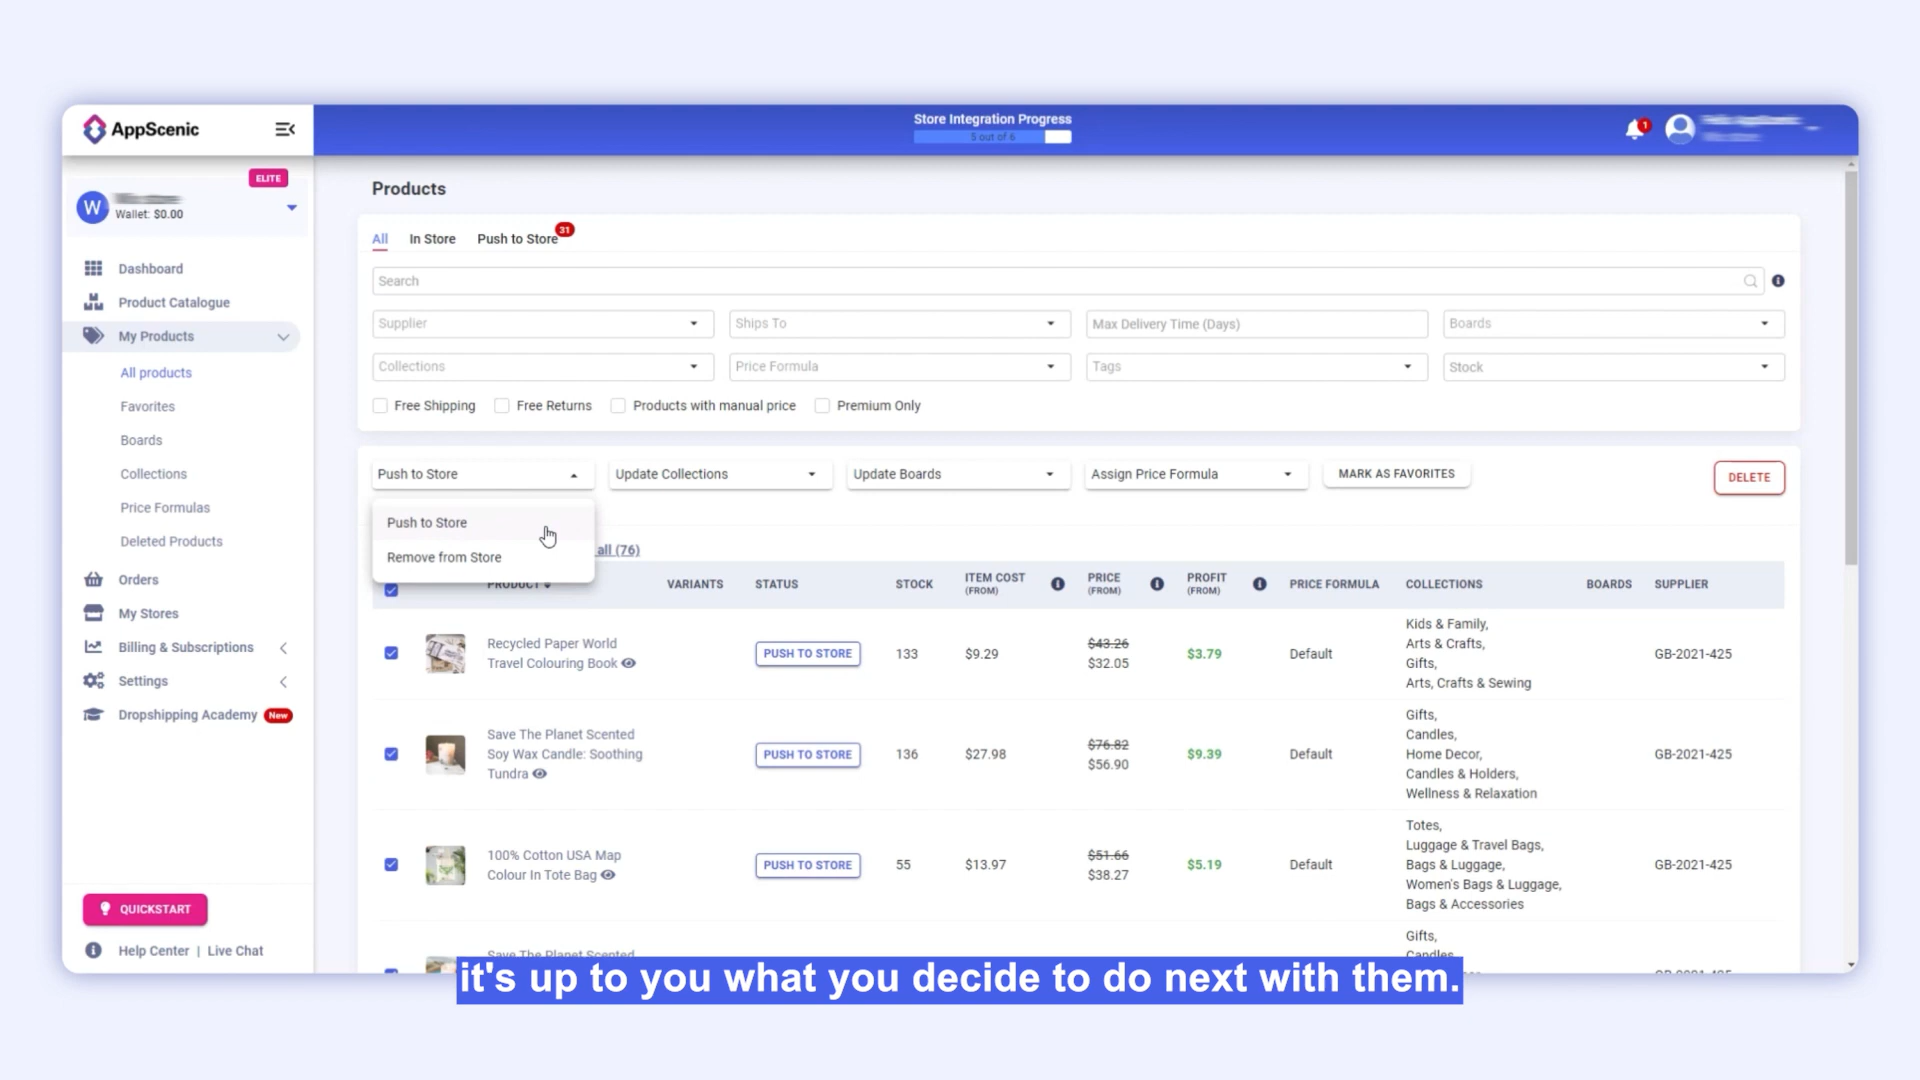 AppScenic
Store Integration Progress
5 out of 6
1
ELITE
W
Wallet: $0.00
Dashboard
Product Catalogue
My Products
All products
Favorites
Boards
Collections
Price Formulas
Deleted Products
Orders
My Stores
Billing & Subscriptions
Settings
Dropshipping Academy New
QUICKSTART
Help Center | Live Chat
Products
All In Store Push to Store 31
Search
Supplier Ships To Max Delivery Time (Days) Boards
Collections Price Formula Tags Stock
Free Shipping Free Returns Products with manual price Premium Only
Push to Store Update Collections Update Boards Assign Price Formula MARK AS FAVORITES DELETE
Push to Store
Remove from Store
all (76)
PRODUCT VARIANTS STATUS STOCK ITEM COST (FROM) PRICE (FROM) PROFIT (FROM) PRICE FORMULA COLLECTIONS BOARDS SUPPLIER
Recycled Paper World
Travel Colouring Book
PUSH TO STORE 133 $9.29
$43.26
$32.05
$3.79 Default
Kids & Family,
Arts & Crafts,
Gifts,
Arts, Crafts & Sewing
GB-2021-425
Save The Planet Scented
Soy Wax Candle: Soothing
Tundra
PUSH TO STORE 136 $27.98
$76.82
$56.90
$9.39 Default
Gifts,
Candles,
Home Decor,
Candles & Holders,
Wellness & Relaxation
GB-2021-425
100% Cotton USA Map
Colour In Tote Bag
PUSH TO STORE 55 $13.97
$51.66
$38.27
$5.19 Default
Totes,
Luggage & Travel Bags,
Bags & Luggage,
Women's Bags & Luggage,
Bags & Accessories
GB-2021-425
Save The Planet Scented
Gifts,
Candles,
it's up to you what you decide to do next with them.